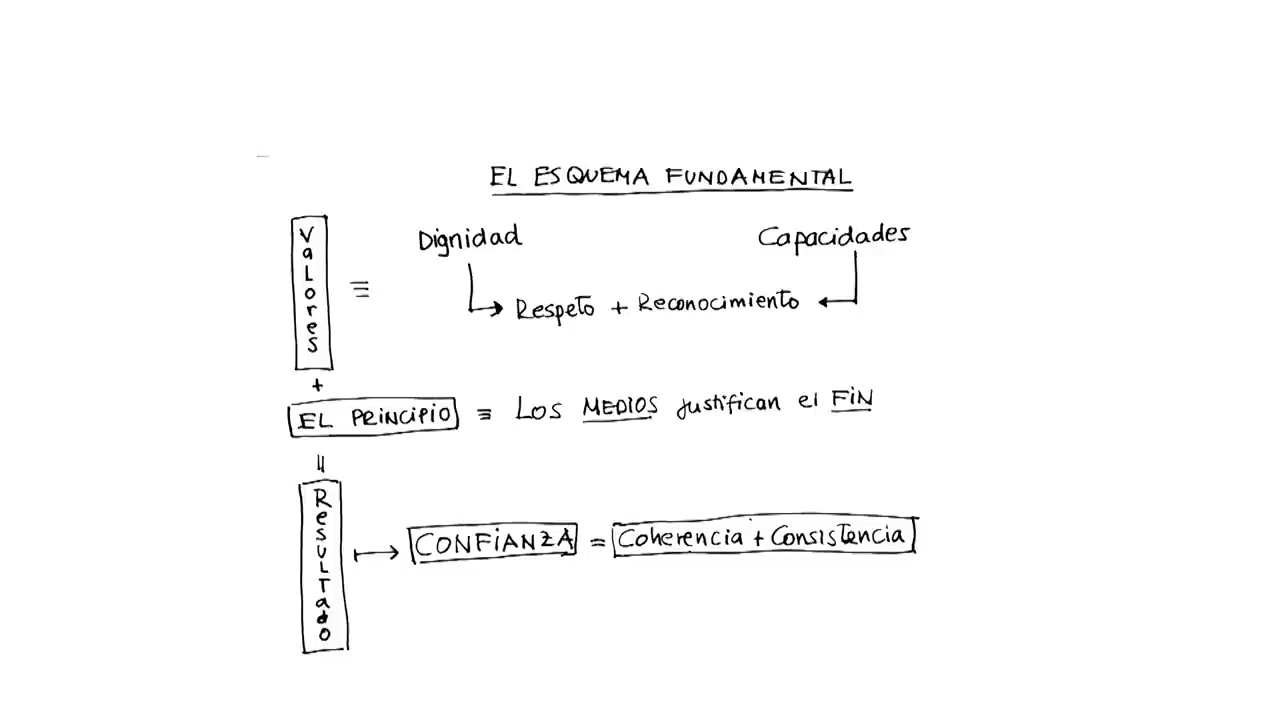 EL ESQUEMA FUNDAMENTAL
Valores ≡ Dignidad Capacidades
Respeto + Reconocimiento
+
EL PRINCIPIO ≡ Los MEDIOS justifican el FiN
=
ResULTado → CONFiANZA = Coherencia + Consistencia